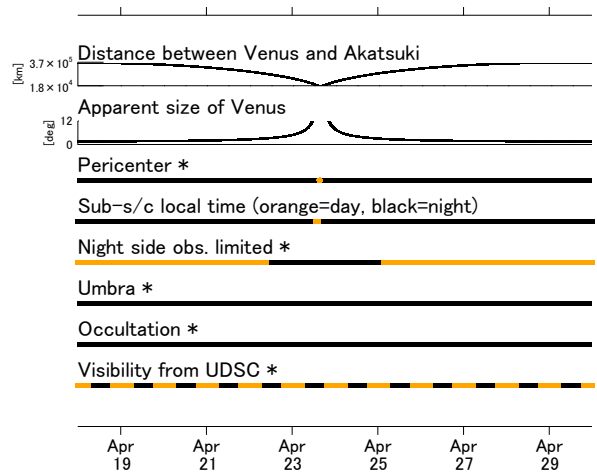 Distance between Venus and Akatsuki
3.7 × 10⁵
[km]
1.8 × 10⁴
Apparent size of Venus
12
[deg]
0
Pericenter *
Sub-s/c local time (orange=day, black=night)
Night side obs. limited *
Umbra *
Occultation *
Visibility from UDSC *
Apr Apr Apr Apr Apr Apr
19 21 23 25 27 29